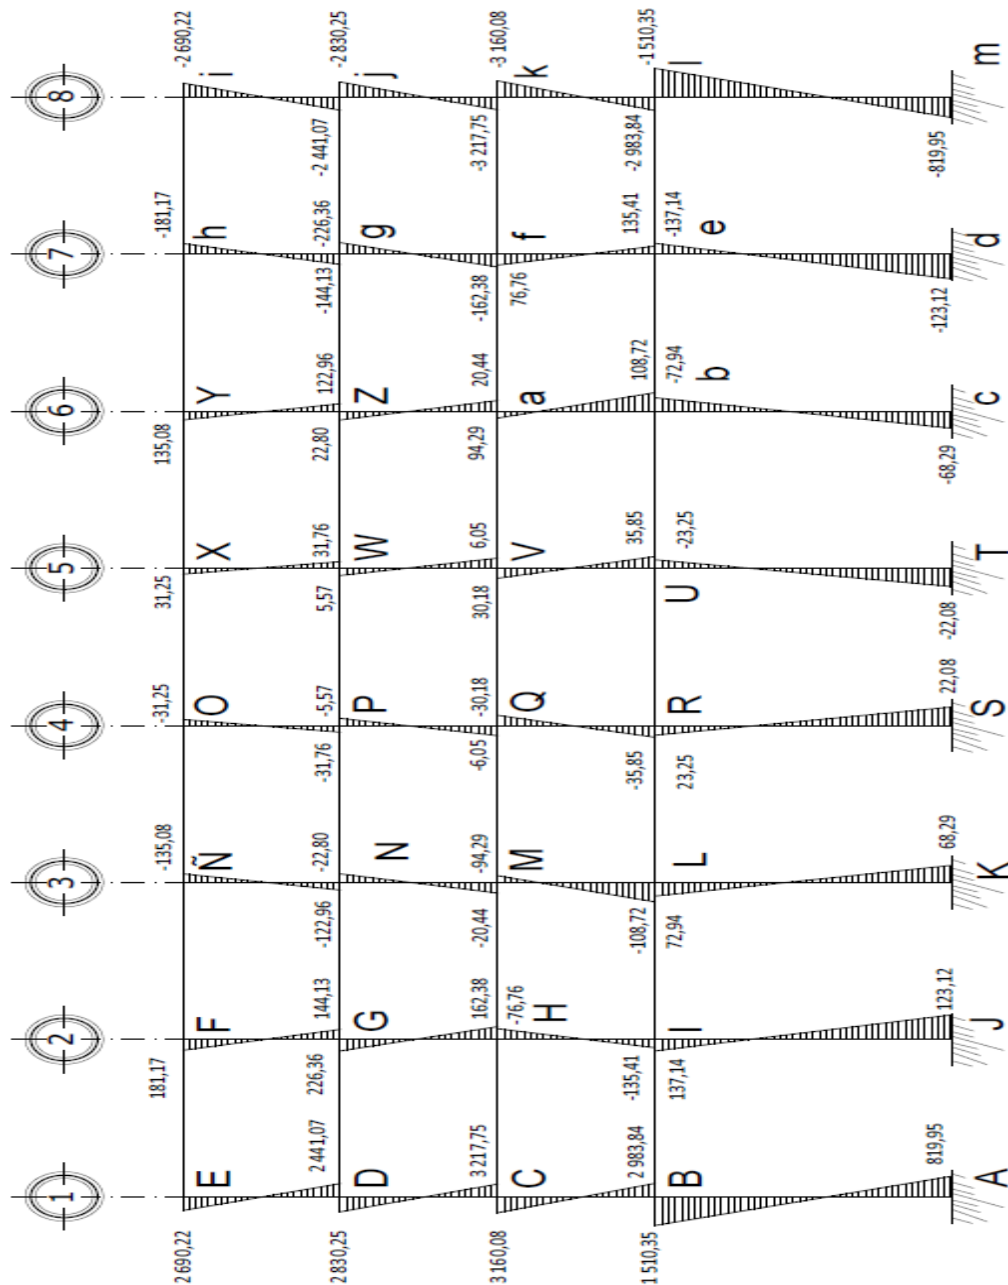 1 2 3 4 5 6 7 8
181,17 -135,08 -31,25 31,25 135,08 -181,17
2 690,22 -2 690,22
E F Ñ O X Y h i
2 441,07 226,36 144,13 -122,96 -22,80 -31,76 -5,57 5,57 31,76 22,80 122,96 -144,13 -226,36 -2 441,07
2 830,25 -2 830,25
D G N P W Z g j
3 217,75 162,38 -20,44 -94,29 -6,05 -30,18 30,18 6,05 94,29 20,44 -162,38 -3 217,75
3 160,08 -76,76 76,76 -3 160,08
C H M Q V a f k
2 983,84 -135,41 -108,72 -35,85 35,85 108,72 135,41 -2 983,84
1 510,35 137,14 72,94 23,25 -23,25 -72,94 -137,14 -1 510,35
B I L R U b e l
819,95 123,12 68,29 22,08 -22,08 -68,29 -123,12 -819,95
A J K S T c d m